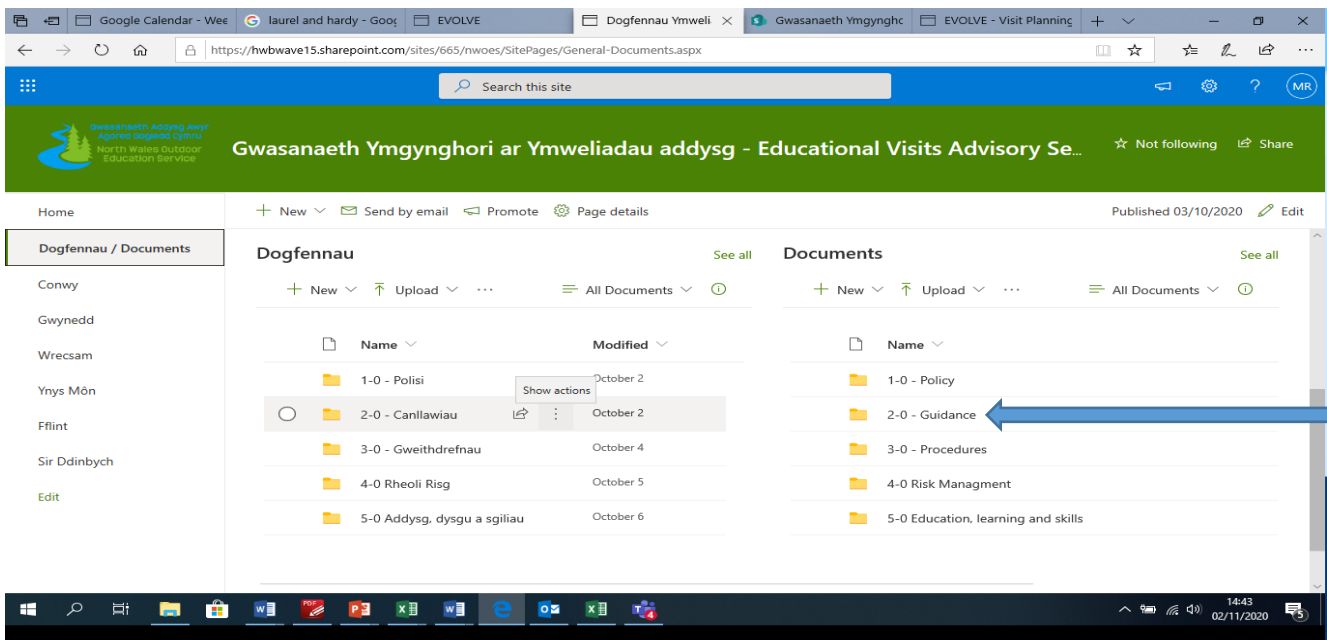 Google Calendar - Wee
laurel and hardy - Goog
EVOLVE
Dogfennau Ymweli
Gwasanaeth Ymgynghc
EVOLVE - Visit Planning
https://hwbwave15.sharepoint.com/sites/665/nwoes/SitePages/General-Documents.aspx
Search this site
MR
Gwasanaeth Addysg Awyr
Agored Gogledd Cymru
North Wales Outdoor
Education Service
Gwasanaeth Ymgynghori ar Ymweliadau addysg - Educational Visits Advisory Se...
Not following
Share
Home
Dogfennau / Documents
Conwy
Gwynedd
Wrecsam
Ynys Môn
Fflint
Sir Ddinbych
Edit
New
Send by email
Promote
Page details
Published 03/10/2020
Edit
Dogfennau
See all
New
Upload
All Documents
Name
Modified
1-0 - Polisi
October 2
Show actions
2-0 - Canllawiau
October 2
3-0 - Gweithdrefnau
October 4
4-0 Rheoli Risg
October 5
5-0 Addysg, dysgu a sgiliau
October 6
Documents
See all
New
Upload
All Documents
Name
1-0 - Policy
2-0 - Guidance
3-0 - Procedures
4-0 Risk Managment
5-0 Education, learning and skills
14:43
02/11/2020